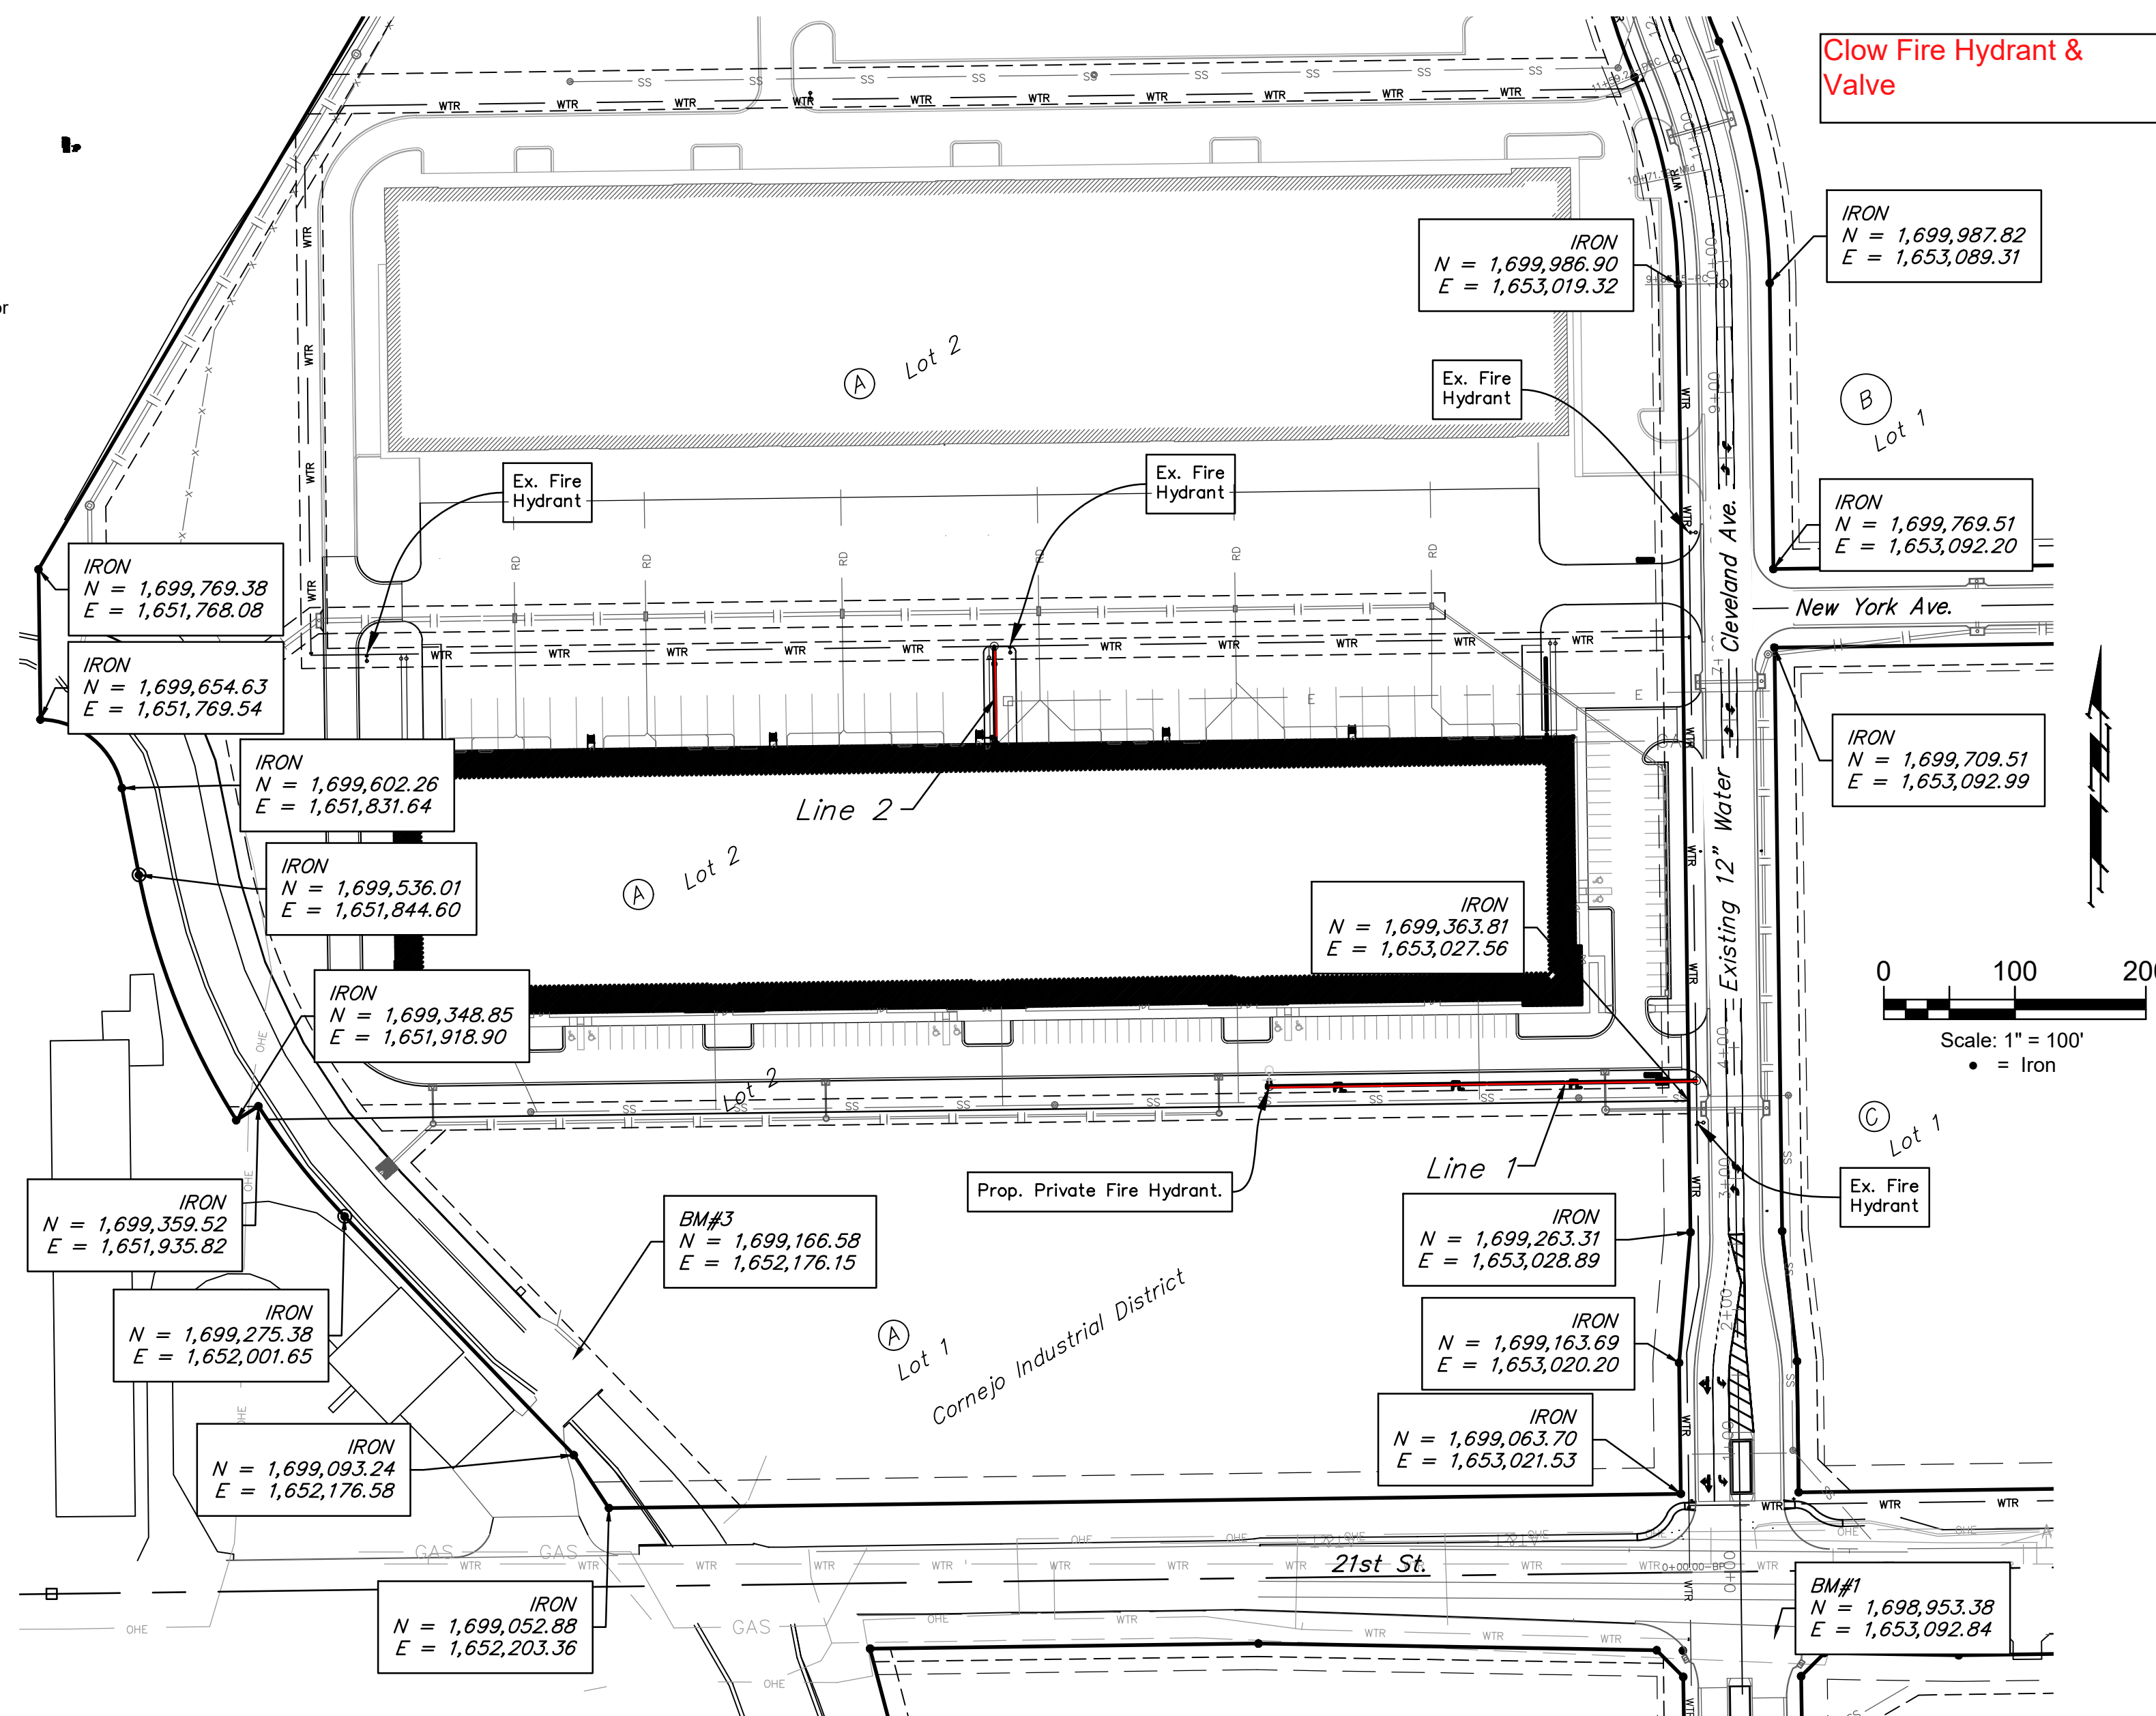 Clow Fire Hydrant &
Valve
IRON
N = 1,699,987.82
E = 1,653,089.31
IRON
N = 1,699,986.90
E = 1,653,019.32
or
A
Lot 2
Ex. Fire
Hydrant
B
Lot 1
Ex. Fire
Hydrant
Ex. Fire
Hydrant
IRON
N = 1,699,769.51
E = 1,653,092.20
IRON
N = 1,699,769.38
E = 1,651,768.08
New York Ave.
Cleveland Ave.
IRON
N = 1,699,654.63
E = 1,651,769.54
IRON
N = 1,699,709.51
E = 1,653,092.99
IRON
N = 1,699,602.26
E = 1,651,831.64
Line 2
Existing 12" Water
A
Lot 2
IRON
N = 1,699,536.01
E = 1,651,844.60
IRON
N = 1,699,363.81
E = 1,653,027.56
0 100
Scale: 1" = 100'
= Iron
IRON
N = 1,699,348.85
E = 1,651,918.90
Lot 2
C
Lot 1
Prop. Private Fire Hydrant.
Line 1
Ex. Fire
Hydrant
IRON
N = 1,699,359.52
E = 1,651,935.82
BM#3
N = 1,699,166.58
E = 1,652,176.15
IRON
N = 1,699,263.31
E = 1,653,028.89
IRON
N = 1,699,275.38
E = 1,652,001.65
A
Lot 1
Cornejo Industrial District
IRON
N = 1,699,163.69
E = 1,653,020.20
IRON
N = 1,699,063.70
E = 1,653,021.53
IRON
N = 1,699,093.24
E = 1,652,176.58
GAS GAS
21st St.
0+00.00-BP
IRON
N = 1,699,052.88
E = 1,652,203.36
GAS
BM#1
N = 1,698,953.38
E = 1,653,092.84